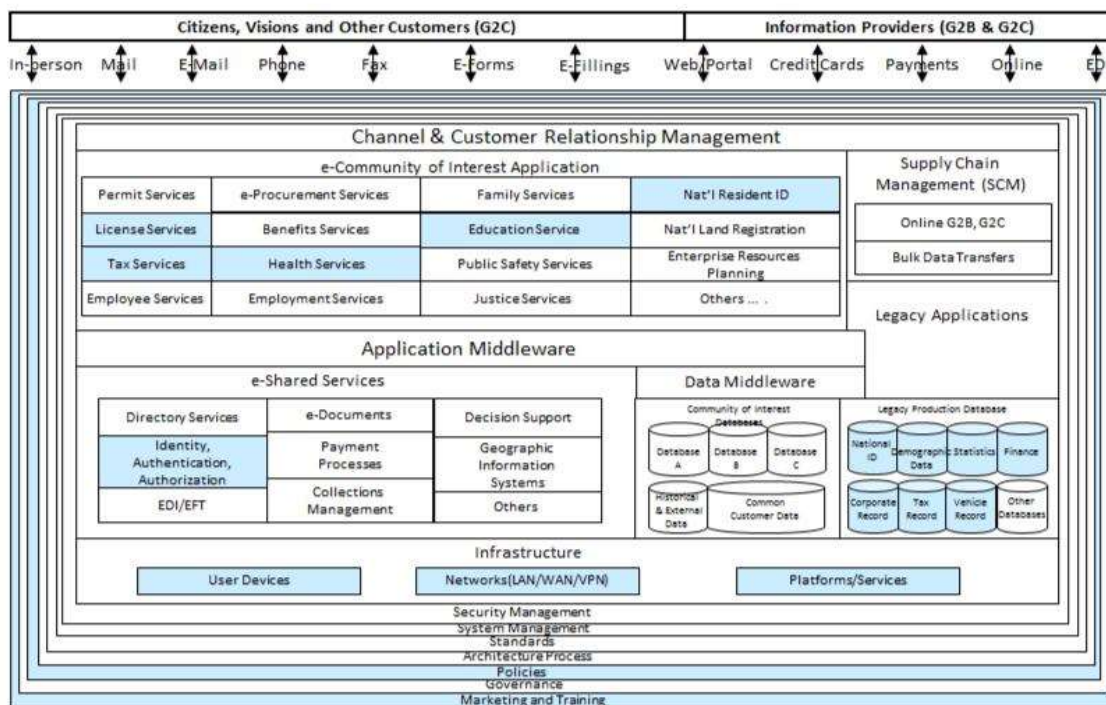 Citizens, Visions and Other Customers (G2C)
Information Providers (G2B & G2C)
In-person Mail E-Mail Phone Fax E-Forms E-Fillings Web/Portal Credit Cards Payments Online ED
Channel & Customer Relationship Management
e-Community of Interest Application
Permit Services
e-Procurement Services
Family Services
Nat'l Resident ID
License Services
Benefits Services
Education Service
Nat'l Land Registration
Tax Services
Health Services
Public Safety Services
Enterprise Resources
Planning
Employee Services
Employment Services
Justice Services
Others ... .
Supply Chain
Management (SCM)
Online G2B, G2C
Bulk Data Transfers
Legacy Applications
Application Middleware
e-Shared Services
Directory Services
e-Documents
Decision Support
Identity,
Authentication,
Authorization
Payment
Processes
Geographic
Information
Systems
EDI/EFT
Collections
Management
Others
Data Middleware
Community of Interest
Databases
Database
A
Database
B
Database
C
Historical
& External
Data
Common
Customer Data
Legacy Production Database
National
ID
Demographic
Data
Statistics
Finance
Corporate
Record
Tax
Record
Vehicle
Record
Other
Databases
Infrastructure
User Devices
Networks(LAN/WAN/VPN)
Platforms/Services
Security Management
System Management
Standards
Architecture Process
Policies
Governance
Marketing and Training